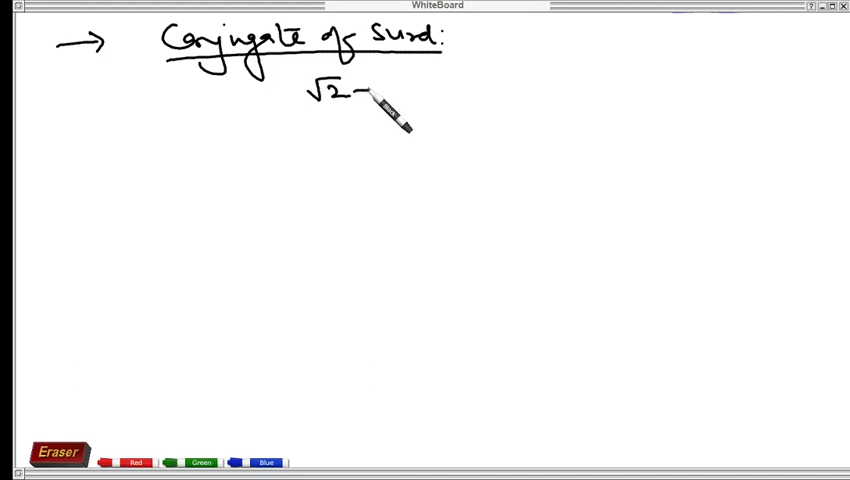 WhiteBoard
→ Conjugate of Surd:
√2 -
Eraser
Red Green Blue